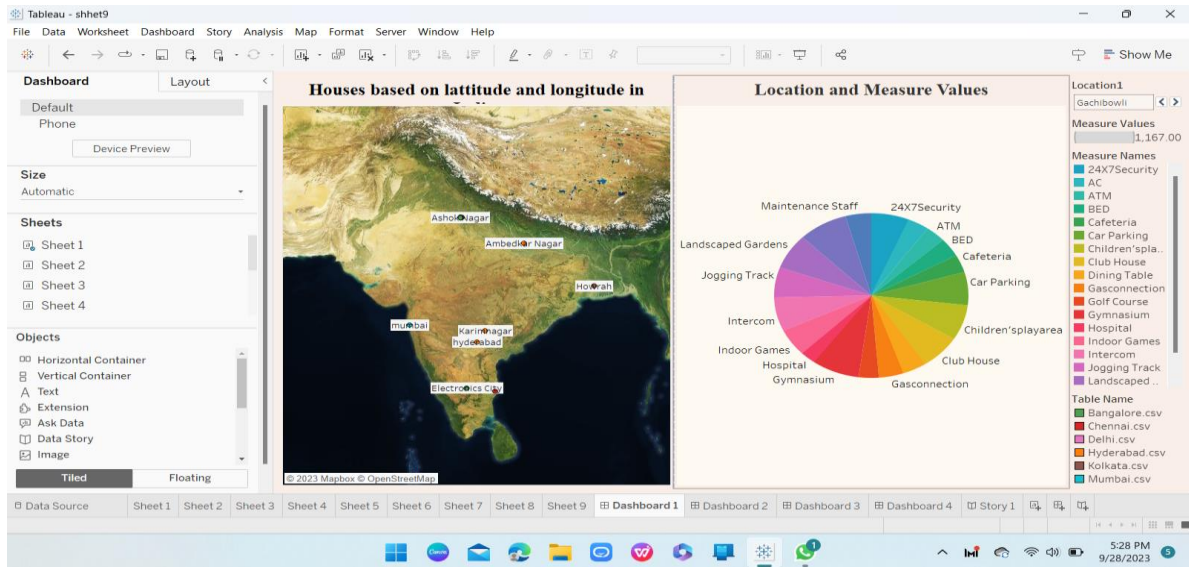 Tableau - shhet9
File Data Worksheet Dashboard Story Analysis Map Format Server Window Help
Show Me
Dashboard Layout
Default
Phone
Device Preview
Size
Automatic
Sheets
Sheet 1
Sheet 2
Sheet 3
Sheet 4
Objects
Horizontal Container
Vertical Container
Text
Extension
Ask Data
Data Story
Image
Tiled Floating
Houses based on lattitude and longitude in
Ashok Nagar
Ambedkar Nagar
Howrah
mumbai
Karimnagar
hyderabad
Electronics City
© 2023 Mapbox © OpenStreetMap
Location and Measure Values
Maintenance Staff
24X7Security
ATM
BED
Cafeteria
Car Parking
Children'splayarea
Club House
Gasconnection
Gymnasium
Hospital
Indoor Games
Intercom
Jogging Track
Landscaped Gardens
Location1
Gachibowli
Measure Values
1,167.00
Measure Names
24X7Security
AC
ATM
BED
Cafeteria
Car Parking
Children'spla..
Club House
Dining Table
Gasconnection
Golf Course
Gymnasium
Hospital
Indoor Games
Intercom
Jogging Track
Landscaped ..
Table Name
Bangalore.csv
Chennai.csv
Delhi.csv
Hyderabad.csv
Kolkata.csv
Mumbai.csv
Data Source Sheet 1 Sheet 2 Sheet 3 Sheet 4 Sheet 5 Sheet 6 Sheet 7 Sheet 8 Sheet 9 Dashboard 1 Dashboard 2 Dashboard 3 Dashboard 4 Story 1
5:28 PM
9/28/2023
5